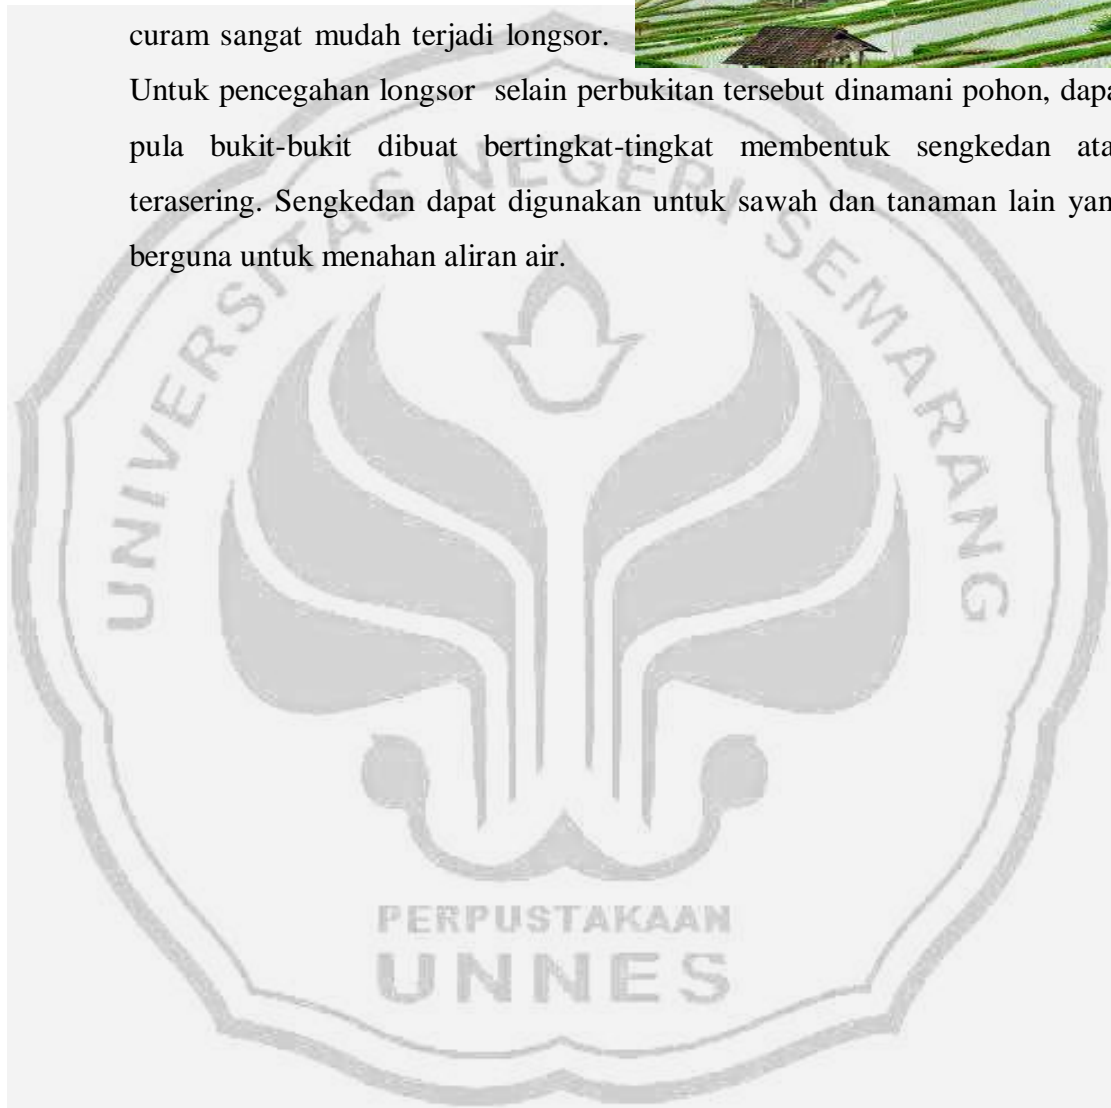 curam sangat mudah terjadi longsor.
Untuk pencegahan longsor selain perbukitan tersebut dinamani pohon, dapa
pula bukit-bukit dibuat bertingkat-tingkat membentuk sengkedan ata
terasering. Sengkedan dapat digunakan untuk sawah dan tanaman lain yan
berguna untuk menahan aliran air.
UNIVERSITAS NEGERI SEMARANG
PERPUSTAKAAN
UNNES